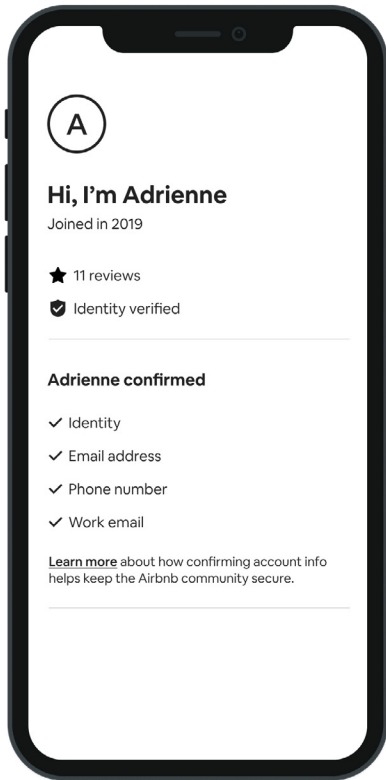 A
Hi, I’m Adrienne
Joined in 2019
11 reviews
Identity verified
Adrienne confirmed
Identity
Email address
Phone number
Work email
Learn more about how confirming account info
helps keep the Airbnb community secure.